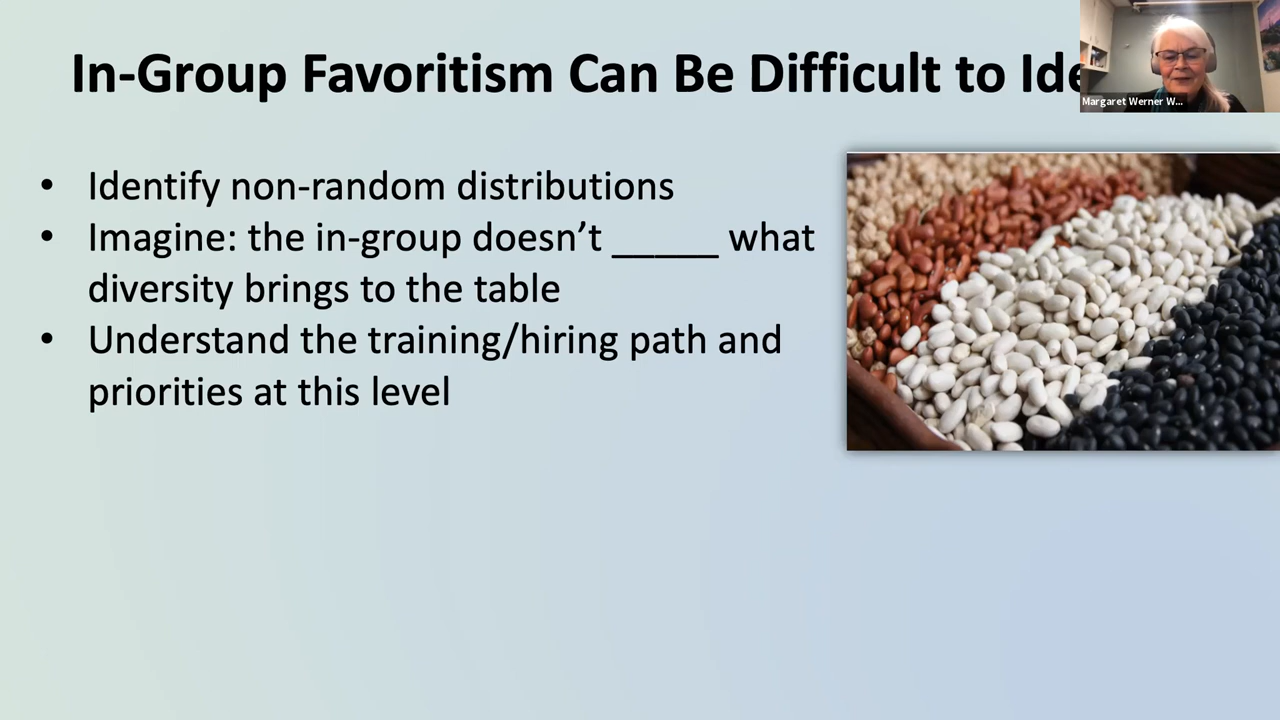 In-Group Favoritism Can Be Difficult to Ide
Margaret Werner W...
• Identify non-random distributions
• Imagine: the in-group doesn’t _____ what
diversity brings to the table
• Understand the training/hiring path and
priorities at this level